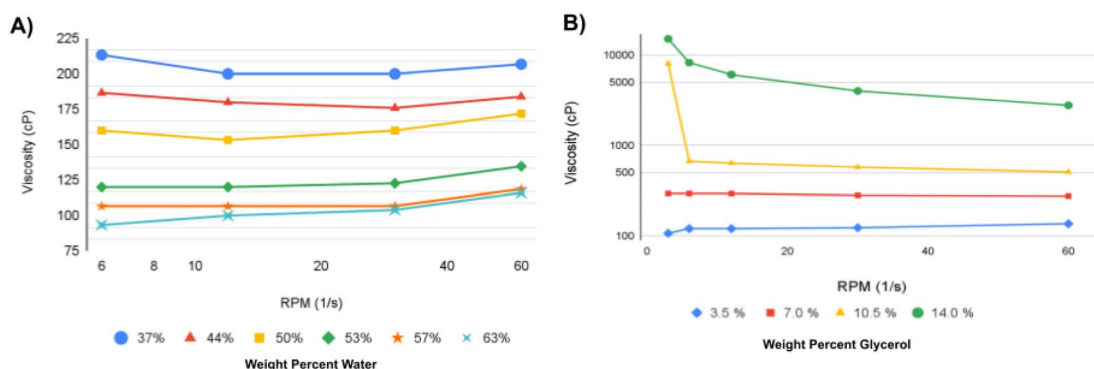 A)
Viscosity (cP)
225
200
175
150
125
100
75
6 8 10 20 40 60
RPM (1/s)
37% 44% 50% 53% 57% 63%
Weight Percent Water
B)
Viscosity (cP)
10000
5000
1000
500
100
0 20 40 60
RPM (1/s)
3.5 % 7.0 % 10.5 % 14.0 %
Weight Percent Glycerol